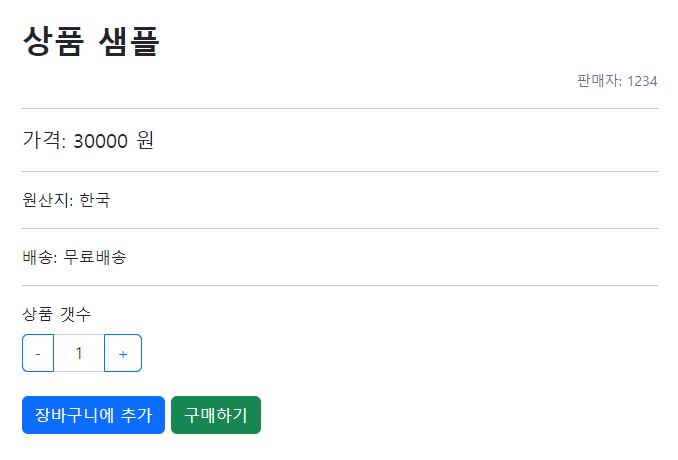 상품 샘플
판매자: 1234
가격: 30000 원
원산지: 한국
배송: 무료배송
상품 갯수
- 1 +
장바구니에 추가 구매하기